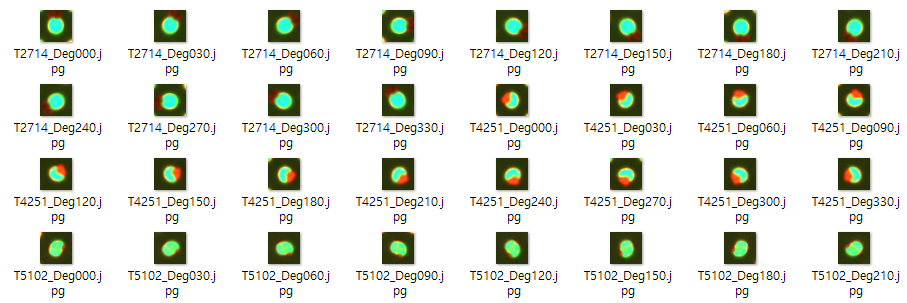 T2714_Deg000.j T2714_Deg030.j T2714_Deg060.j T2714_Deg090.j T2714_Deg120.j T2714_Deg150.j T2714_Deg180.j T2714_Deg210.j
pg pg pg pg pg pg pg pg
T2714_Deg240.j T2714_Deg270.j T2714_Deg300.j T2714_Deg330.j T4251_Deg000.j T4251_Deg030.j T4251_Deg060.j T4251_Deg090.j
pg pg pg pg pg pg pg pg
T4251_Deg120.j T4251_Deg150.j T4251_Deg180.j T4251_Deg210.j T4251_Deg240.j T4251_Deg270.j T4251_Deg300.j T4251_Deg330.j
pg pg pg pg pg pg pg pg
T5102_Deg000.j T5102_Deg030.j T5102_Deg060.j T5102_Deg090.j T5102_Deg120.j T5102_Deg150.j T5102_Deg180.j T5102_Deg210.j
pg pg pg pg pg pg pg pg